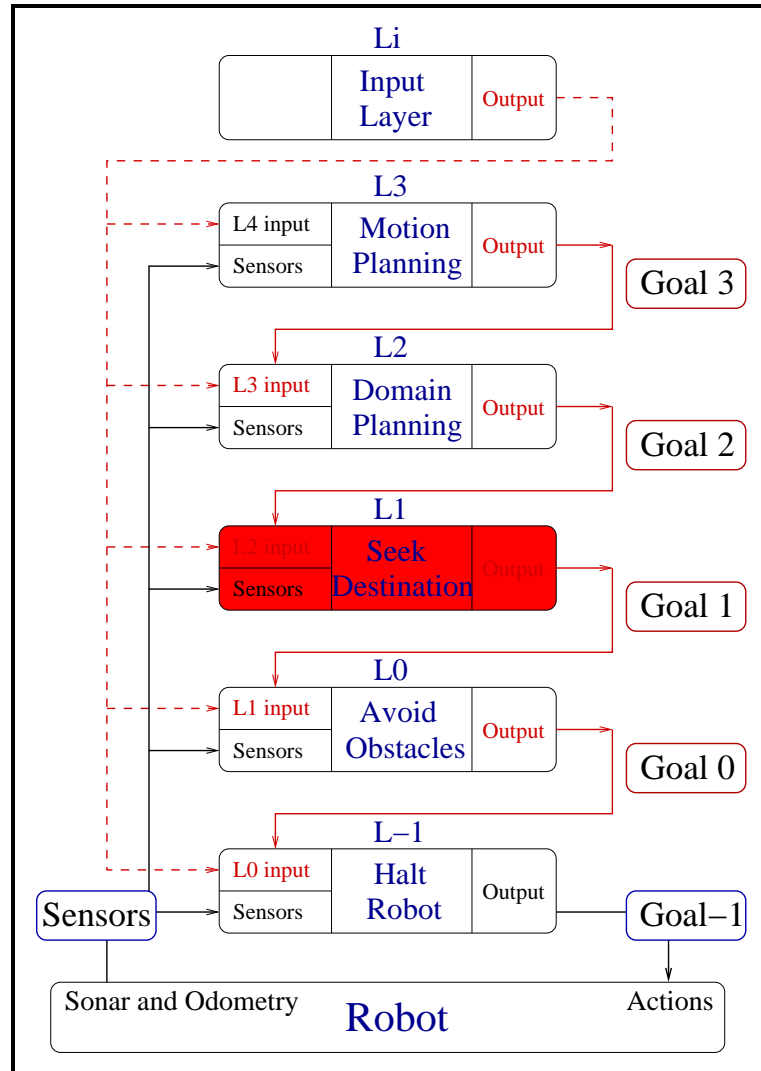 Li
Input
Layer
Output
L3
L4 input
Sensors
Motion
Planning
Output
Goal 3
L2
L3 input
Sensors
Domain
Planning
Output
Goal 2
L1
L2 input
Sensors
Seek
Destination
Output
Goal 1
L0
L1 input
Sensors
Avoid
Obstacles
Output
Goal 0
L–1
L0 input
Sensors
Halt
Robot
Output
Sensors
Goal–1
Sonar and Odometry
Robot
Actions